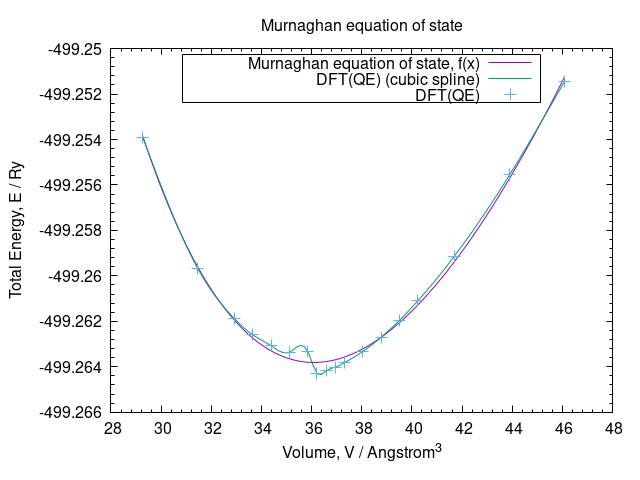 Murnaghan equation of state
-499.25
-499.252
-499.254
-499.256
-499.258
-499.26
-499.262
-499.264
-499.266
Total Energy, E / Ry
Murnaghan equation of state, f(x)
DFT(QE) (cubic spline)
DFT(QE)
28 30 32 34 36 38 40 42 44 46 48
Volume, V / Angstrom³